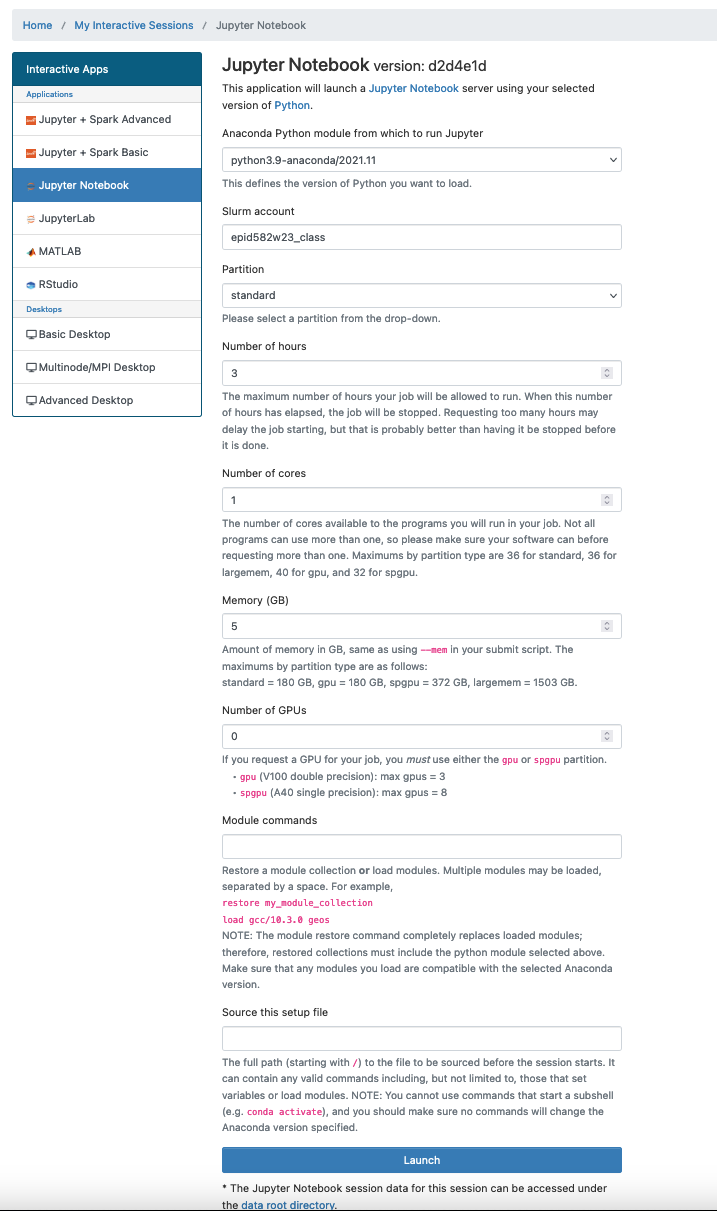 Home / My Interactive Sessions / Jupyter Notebook
Interactive Apps
Applications
Jupyter + Spark Advanced
Jupyter + Spark Basic
Jupyter Notebook
JupyterLab
MATLAB
RStudio
Desktops
Basic Desktop
Multinode/MPI Desktop
Advanced Desktop
Jupyter Notebook version: d2d4e1d
This application will launch a Jupyter Notebook server using your selected
version of Python.
Anaconda Python module from which to run Jupyter
python3.9-anaconda/2021.11
This defines the version of Python you want to load.
Slurm account
epid582w23_class
Partition
standard
Please select a partition from the drop-down.
Number of hours
3
The maximum number of hours your job will be allowed to run. When this number
of hours has elapsed, the job will be stopped. Requesting too many hours may
delay the job starting, but that is probably better than having it be stopped before
it is done.
Number of cores
1
The number of cores available to the programs you will run in your job. Not all
programs can use more than one, so please make sure your software can before
requesting more than one. Maximums by partition type are 36 for standard, 36 for
largemem, 40 for gpu, and 32 for spgpu.
Memory (GB)
5
Amount of memory in GB, same as using --mem in your submit script. The
maximums by partition type are as follows:
standard = 180 GB, gpu = 180 GB, spgpu = 372 GB, largemem = 1503 GB.
Number of GPUs
0
If you request a GPU for your job, you must use either the gpu or spgpu partition.
• gpu (V100 double precision): max gpus = 3
• spgpu (A40 single precision): max gpus = 8
Module commands
Restore a module collection or load modules. Multiple modules may be loaded,
separated by a space. For example,
restore my_module_collection
load gcc/10.3.0 geos
NOTE: The module restore command completely replaces loaded modules;
therefore, restored collections must include the python module selected above.
Make sure that any modules you load are compatible with the selected Anaconda
version.
Source this setup file
The full path (starting with /) to the file to be sourced before the session starts. It
can contain any valid commands including, but not limited to, those that set
variables or load modules. NOTE: You cannot use commands that start a subshell
(e.g. conda activate), and you should make sure no commands will change the
Anaconda version specified.
Launch
* The Jupyter Notebook session data for this session can be accessed under
the data root directory.